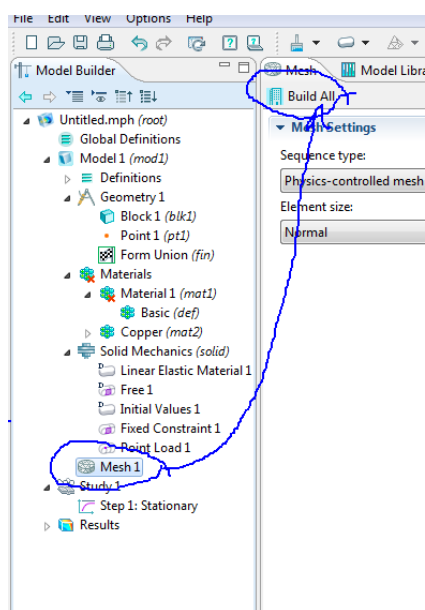 File Edit View Options Help
Model Builder
Mesh Model Libra
Build All
Untitled.mph (root)
Global Definitions
Model 1 (mod1)
Definitions
Geometry 1
Block 1 (blk1)
Point 1 (pt1)
Form Union (fin)
Materials
Material 1 (mat1)
Basic (def)
Copper (mat2)
Solid Mechanics (solid)
Linear Elastic Material 1
Free 1
Initial Values 1
Fixed Constraint 1
Point Load 1
Mesh 1
Study 1
Step 1: Stationary
Results
Mesh Settings
Sequence type:
Physics-controlled mesh
Element size:
Normal